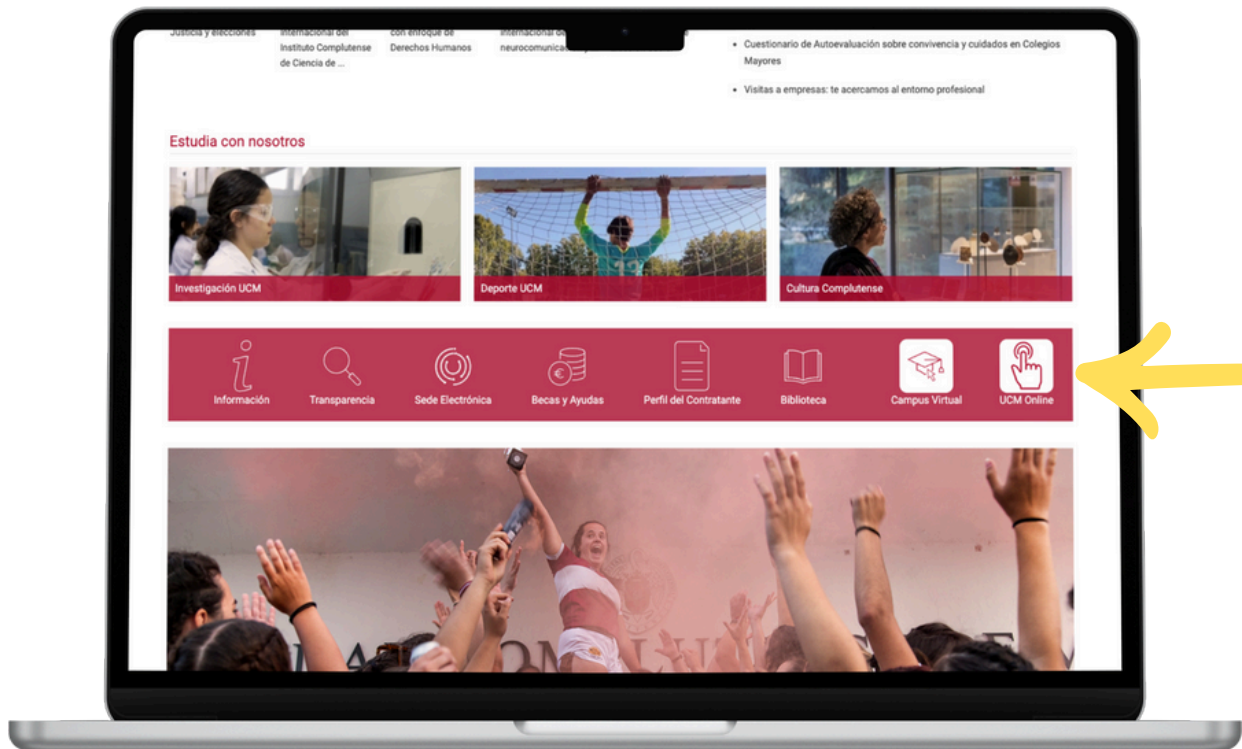 Justicia y elecciones
Internacional del
Instituto Complutense
de Ciencia de ...
con enfoque de
Derechos Humanos
Internacional de
• Cuestionario de Autoevaluación sobre convivencia y cuidados en Colegios
Mayores
• Visitas a empresas: te acercamos al entorno profesional
Estudia con nosotros
Investigación UCM
Deporte UCM
Cultura Complutense
Información
Transparencia
Sede Electrónica
Becas y Ayudas
Perfil del Contratante
Biblioteca
Campus Virtual
UCM Online